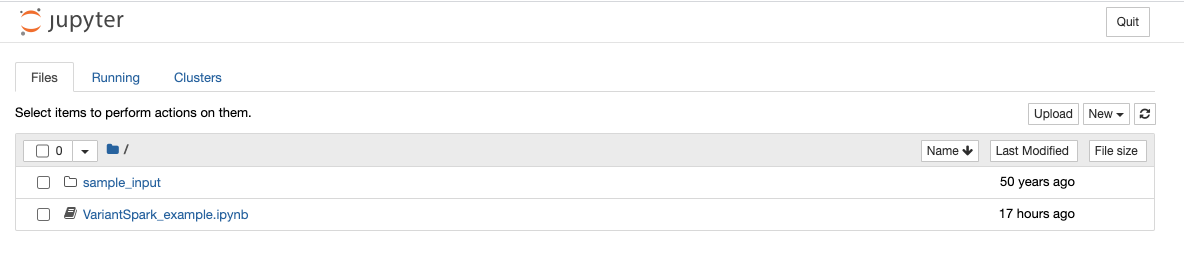 jupyter Quit
Files Running Clusters
Select items to perform actions on them. Upload New
0 / Name Last Modified File size
sample_input 50 years ago
VariantSpark_example.ipynb 17 hours ago